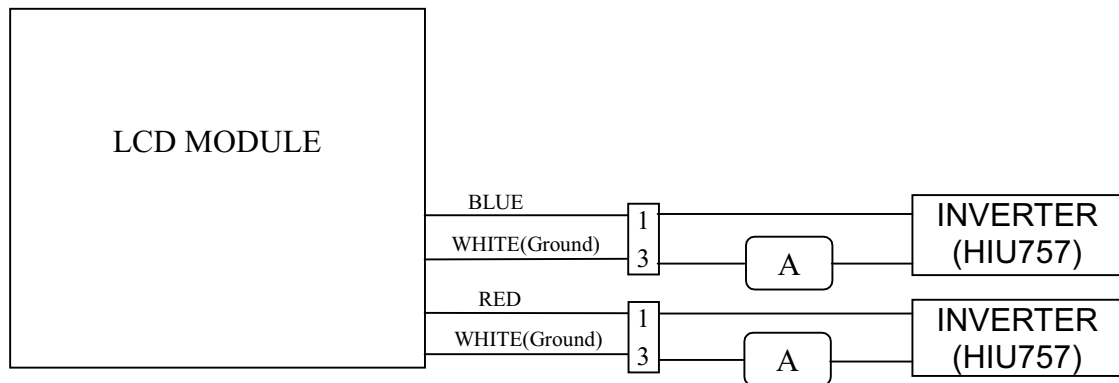 LCD MODULE
BLUE
WHITE(Ground)
1
3
A
INVERTER
(HIU757)
RED
WHITE(Ground)
1
3
A
INVERTER
(HIU757)